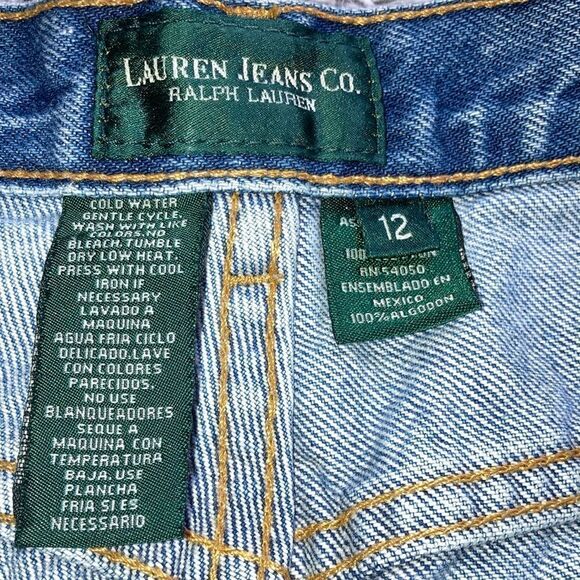 LAUREN JEANS CO.
RALPH LAUREN
COLD WATER
GENTLE CYCLE.
WASH WITH LIKE
COLORS.NO
BLEACH.TUMBLE
DRY LOW HEAT.
PRESS WITH COOL
IRON IF
NECESSARY
LAVADO A
MAQUINA
AGUA FRIA CICLO
DELICADO.LAVE
CON COLORES
PARECIDOS.
NO USE
BLANQUEADORES
SEQUE A
MAQUINA CON
TEMPERATURA
BAJA. USE
PLANCHA
FRIA SI ES
NECESSARIO
12
100
RN 54050
ENSEMBLADO EN
MEXICO
100%ALGODON